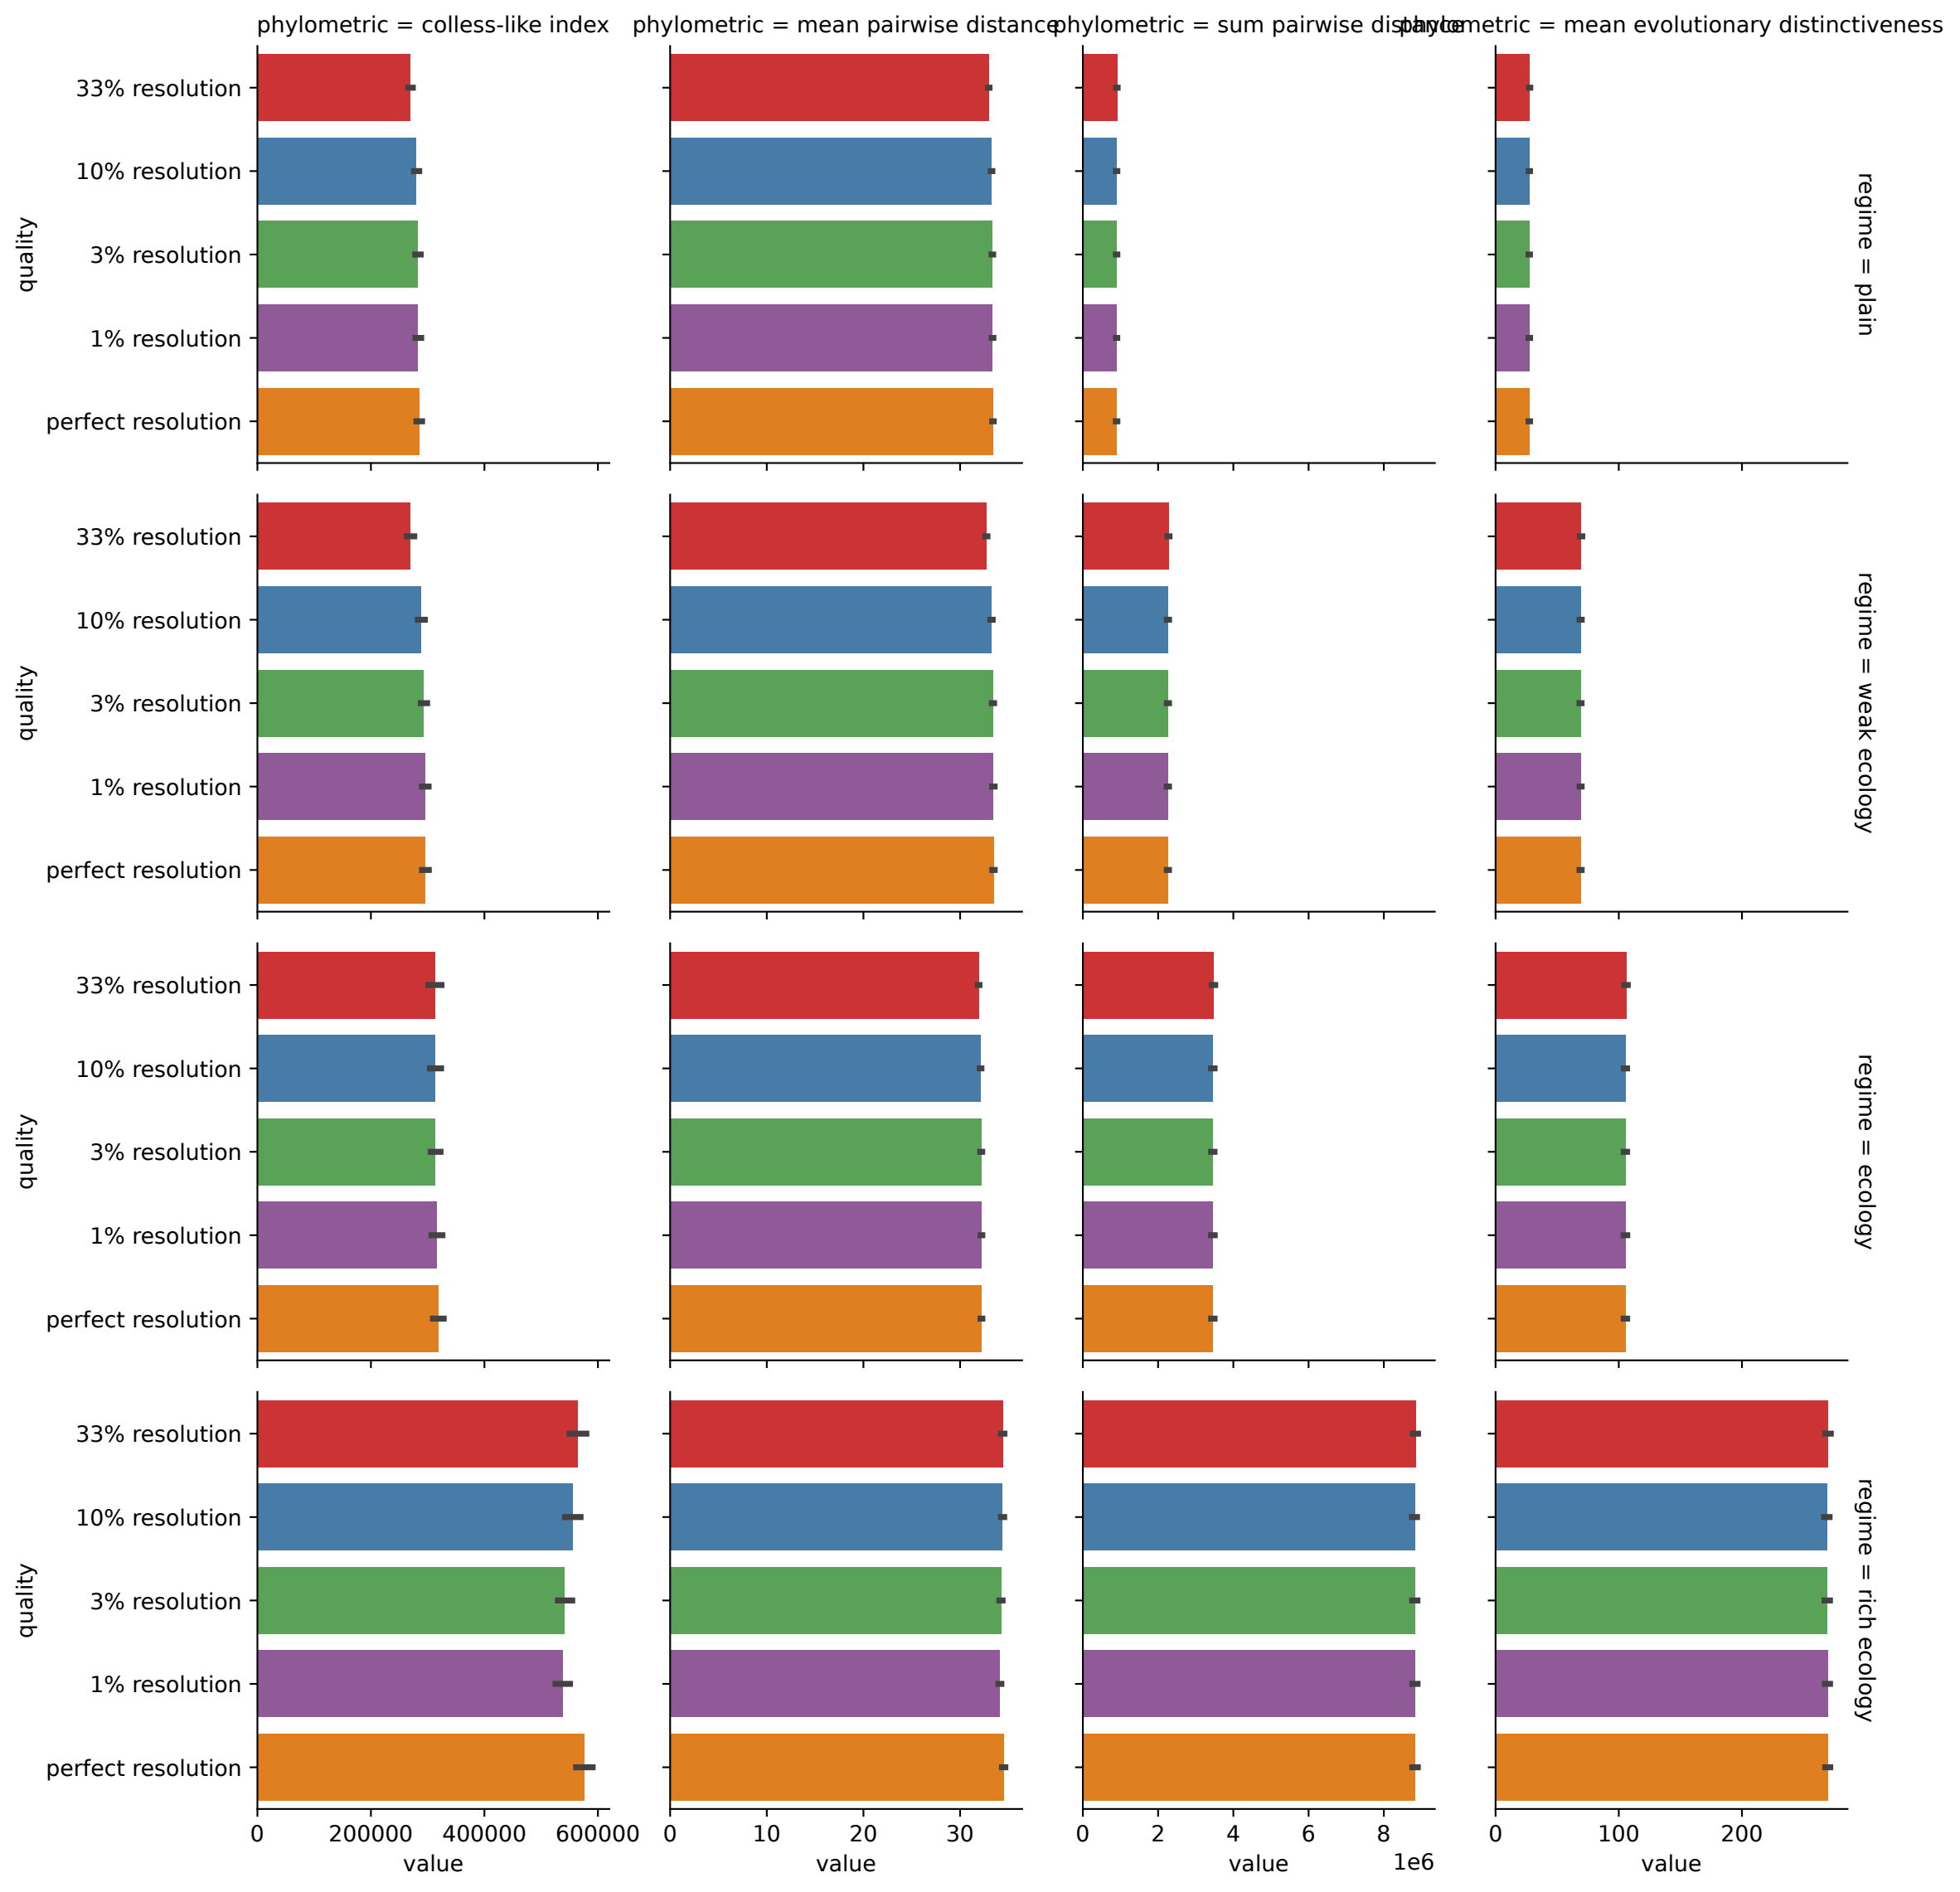 phylometric = colless-like index
phylometric = mean pairwise distance
phylometric = sum pairwise distance
phylometric = mean evolutionary distinctiveness
quality
33% resolution
10% resolution
3% resolution
1% resolution
perfect resolution
regime = plain
quality
33% resolution
10% resolution
3% resolution
1% resolution
perfect resolution
regime = weak ecology
quality
33% resolution
10% resolution
3% resolution
1% resolution
perfect resolution
regime = ecology
quality
33% resolution
10% resolution
3% resolution
1% resolution
perfect resolution
regime = rich ecology
0 200000 400000 600000
value
0 10 20 30
value
0 2 4 6 8
1e6
value
0 100 200
value